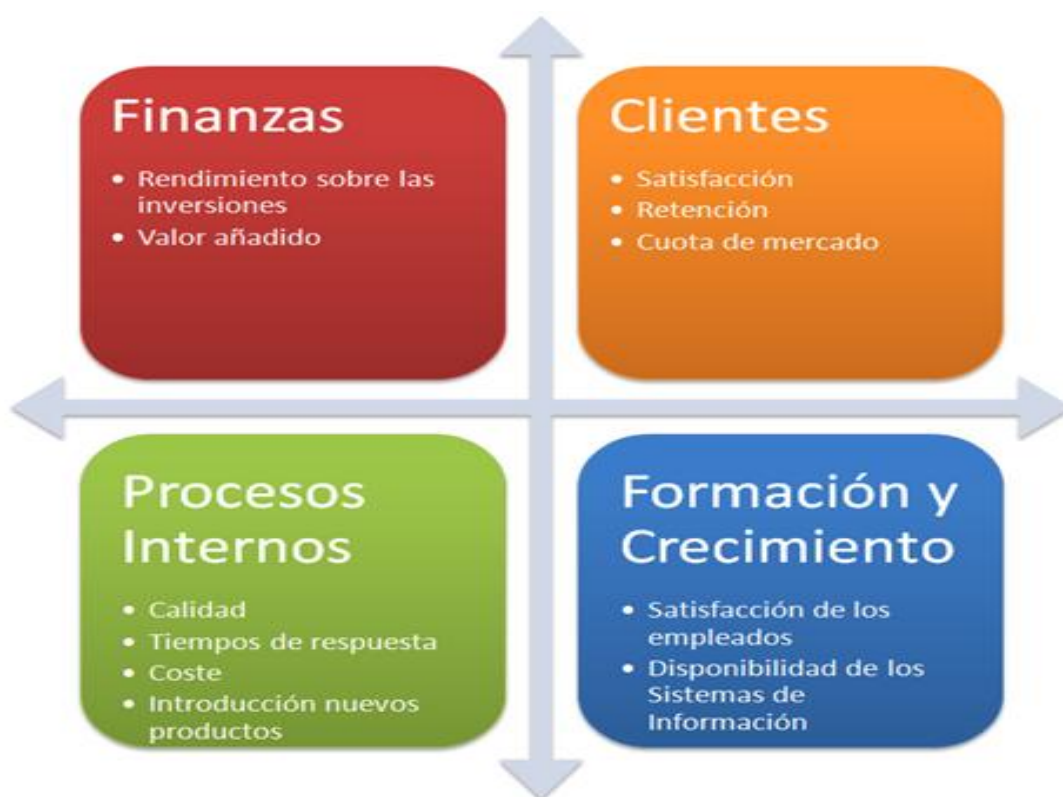 Finanzas
• Rendimiento sobre las
inversiones
• Valor añadido
Clientes
• Satisfacción
• Retención
• Cuota de mercado
Procesos
Internos
• Calidad
• Tiempos de respuesta
• Coste
• Introducción nuevos
productos
Formación y
Crecimiento
• Satisfacción de los
empleados
• Disponibilidad de los
Sistemas de
Información